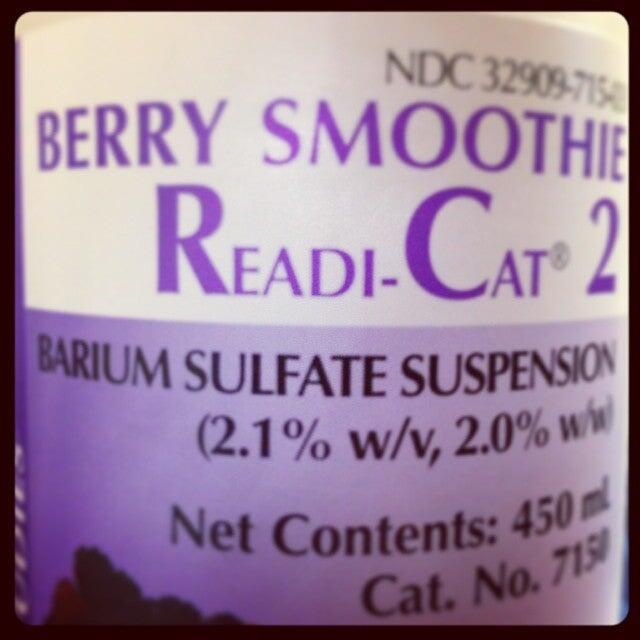 NDC 32909-715-03
BERRY SMOOTHIE
READI-CAT® 2
BARIUM SULFATE SUSPENSION
(2.1% w/v, 2.0% w/w)
Net Contents: 450 mL
Cat. No. 7150